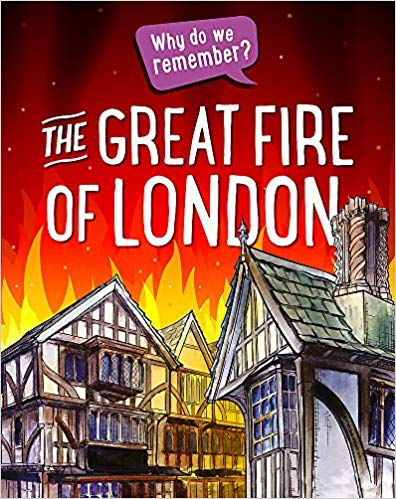 Why do we
remember?
THE GREAT FIRE
OF LONDON